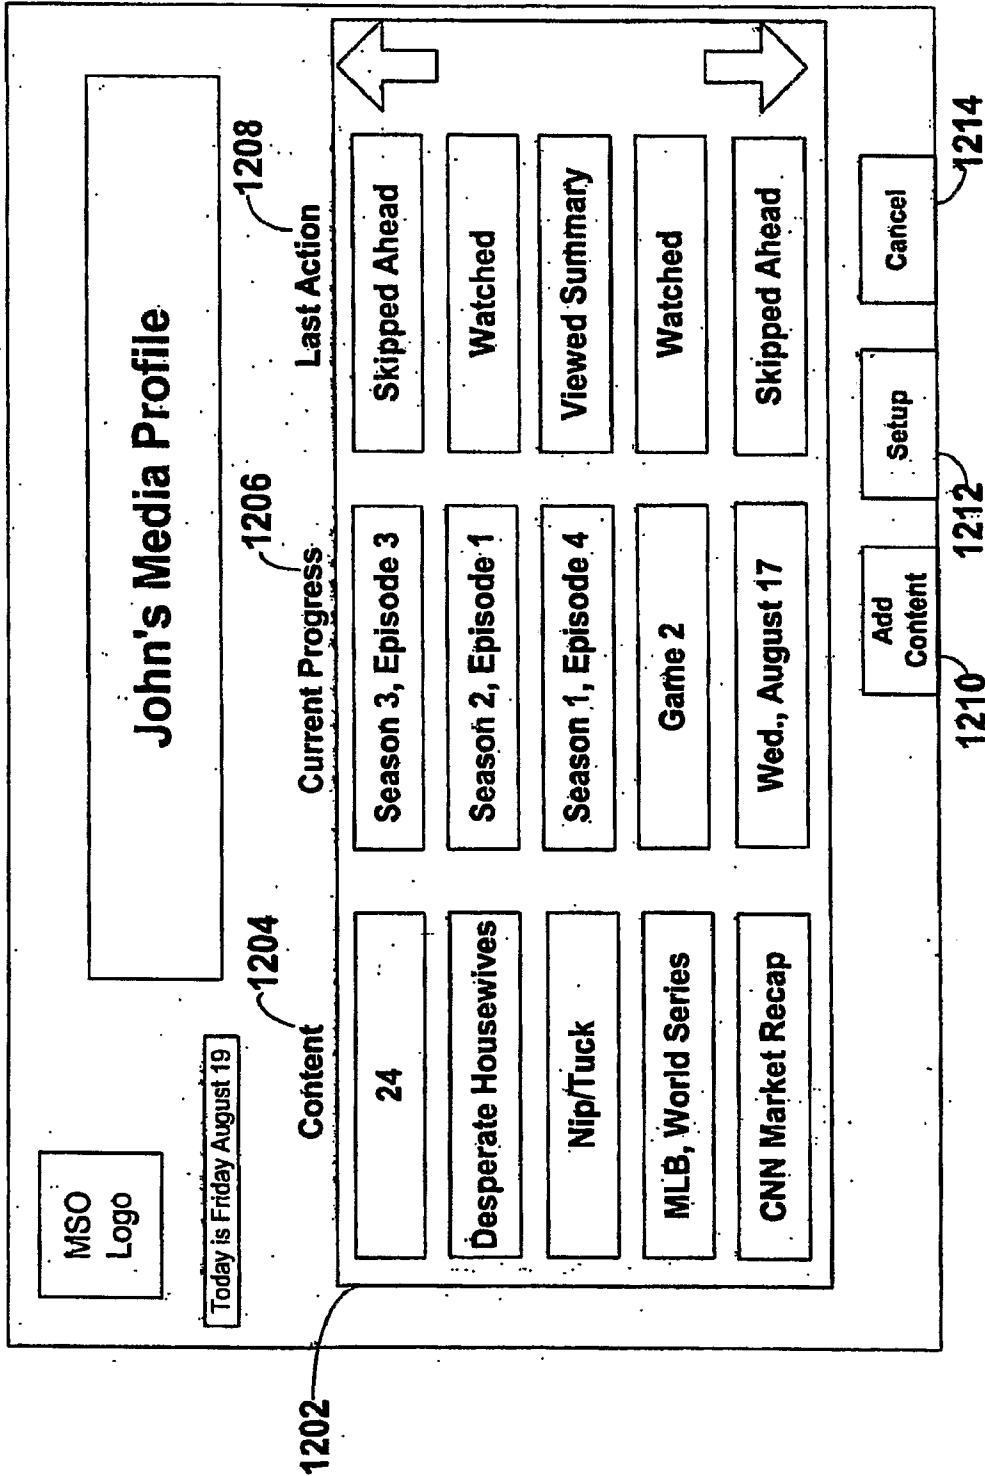 MSO
Logo
John's Media Profile
Today is Friday August 19
1204
1206
1208
Content
Current Progress
Last Action
1202
24
Season 3, Episode 3
Skipped Ahead
Desperate Housewives
Season 2, Episode 1
Watched
Nip/Tuck
Season 1, Episode 4
Viewed Summary
MLB, World Series
Game 2
Watched
CNN Market Recap
Wed., August 17
Skipped Ahead
Add
Content
Setup
Cancel
1210
1212
1214